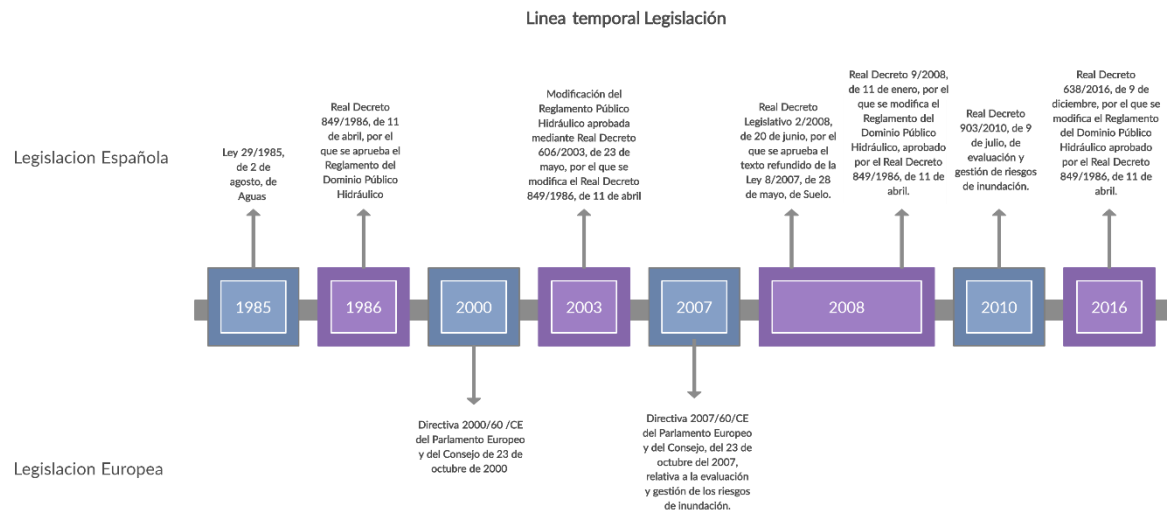 Linea temporal Legislación
Legislacion Española
Ley 29/1985,
de 2 de
agosto, de
Aguas
Real Decreto
849/1986, de 11
de abril, por el
que se aprueba el
Reglamento del
Dominio Público
Hidráulico
Modificación del
Reglamento Público
Hidráulico aprobada
mediante Real Decreto
606/2003, de 23 de
mayo, por el que se
modifica el Real Decreto
849/1986, de 11 de abril
Real Decreto
Legislativo 2/2008,
de 20 de junio, por el
que se aprueba el
texto refundido de la
Ley 8/2007, de 28
de mayo, de Suelo.
Real Decreto 9/2008,
de 11 de enero, por el
que se modifica el
Reglamento del
Dominio Público
Hidráulico, aprobado
por el Real Decreto
849/1986, de 11 de
abril.
Real Decreto
903/2010, de 9
de julio, de
evaluación y
gestión de riesgos
de inundación.
Real Decreto
638/2016, de 9 de
diciembre, por el que se
modifica el Reglamento
del Dominio Público
Hidráulico aprobado
por el Real Decreto
849/1986, de 11 de
abril.
1985
1986
2000
2003
2007
2008
2010
2016
Legislacion Europea
Directiva 2000/60 /CE
del Parlamento Europeo
y del Consejo de 23 de
octubre de 2000
Directiva 2007/60/CE
del Parlamento Europeo
y del Consejo, del 23 de
octubre del 2007,
relativa a la evaluación
y gestión de los riesgos
de inundación.